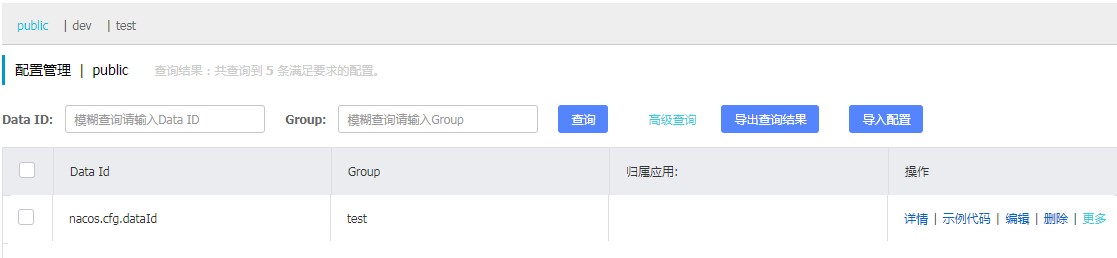 public | dev | test
配置管理 | public 查询结果：共查询到 5 条满足要求的配置。
Data ID: 模糊查询请输入Data ID Group: 模糊查询请输入Group 查询 高级查询 导出查询结果 导入配置
Data Id Group 归属应用: 操作
nacos.cfg.dataId test 详情 | 示例代码 | 编辑 | 删除 | 更多